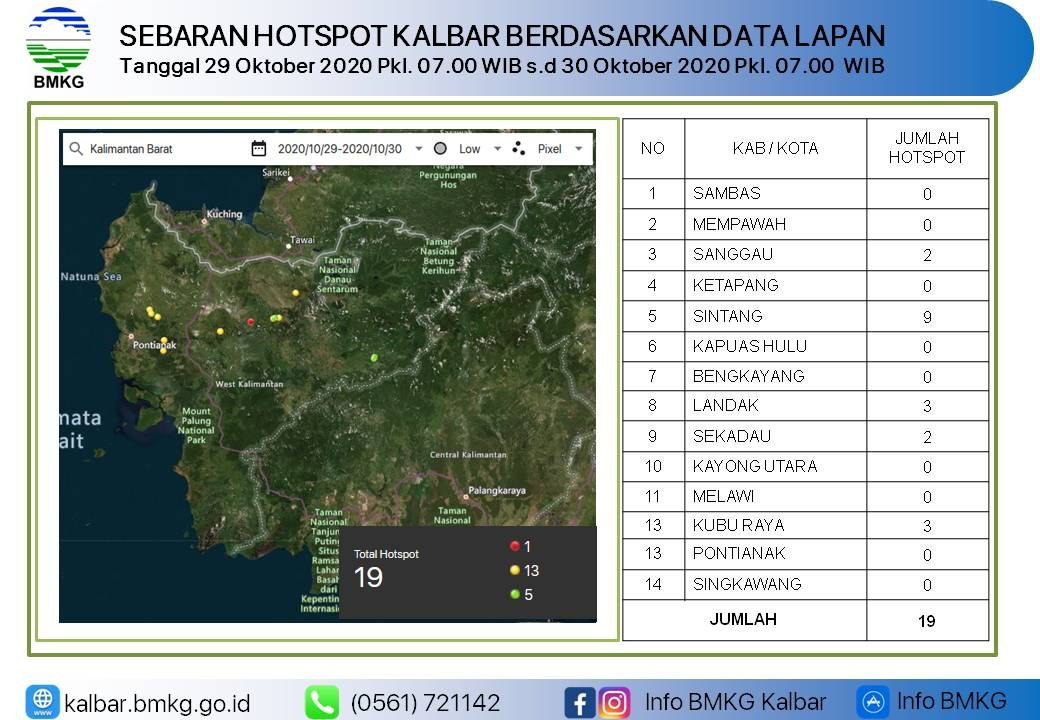 SEBARAN HOTSPOT KALBAR BERDASARKAN DATA LAPAN
Tanggal 29 Oktober 2020 Pkl. 07.00 WIB s.d 30 Oktober 2020 Pkl. 07.00 WIB
BMKG
Kalimantan Barat
2020/10/29-2020/10/30
Low
Pixel
Sarikei
Negara
Pergunungan
Hos
Kuching
Tawai
Taman
Nasional
Danau
Sentarum
Taman
Nasional
Betung
Kerihun
Natuna Sea
Pontianak
West Kalimantan
Mount
Palung
National
Park
mata
ait
Central Kalimantan
Palangkaraya
Taman
Nasional
Taman
Nasional
Tanjun
Puting
Situs
Ramsa
Lahan
Basah
dari
Kepentin
Internasi
Total Hotspot
19
1
13
5
NO KAB / KOTA JUMLAH HOTSPOT
1 SAMBAS 0
2 MEMPAWAH 0
3 SANGGAU 2
4 KETAPANG 0
5 SINTANG 9
6 KAPUAS HULU 0
7 BENGKAYANG 0
8 LANDAK 3
9 SEKADAU 2
10 KAYONG UTARA 0
11 MELAWI 0
13 KUBU RAYA 3
13 PONTIANAK 0
14 SINGKAWANG 0
JUMLAH 19
kalbar.bmkg.go.id
(0561) 721142
Info BMKG Kalbar
Info BMKG